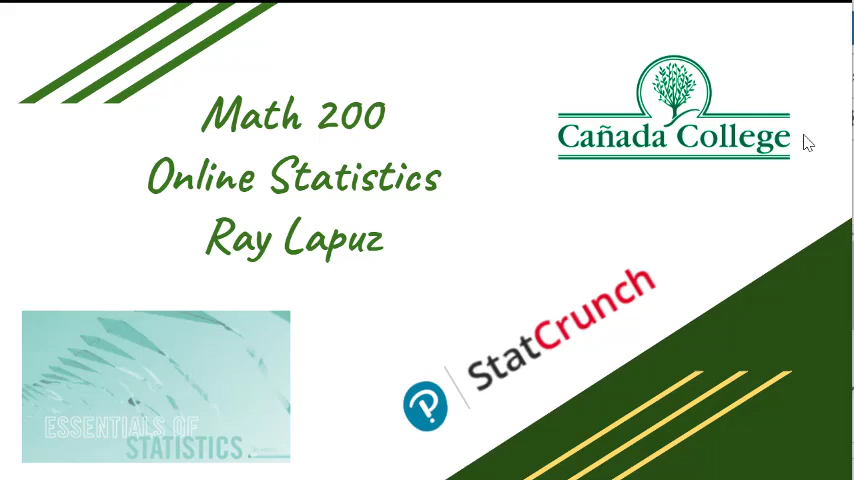 Math 200
Online Statistics
Ray Lapuz
Cañada College
StatCrunch
ESSENTIALS OF
STATISTICS